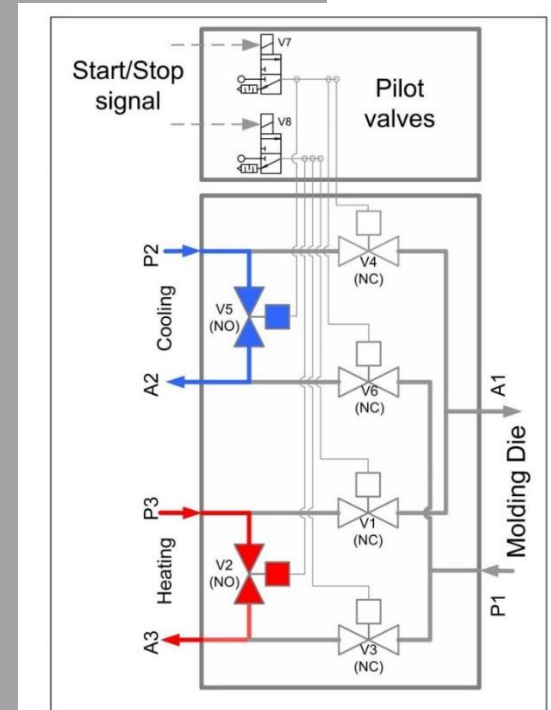 V7
Start/Stop
signal
V8
Pilot
valves
P2
Cooling
A2
V5
(NO)
V4
(NC)
V6
(NC)
A1
Molding Die
P1
P3
Heating
A3
V2
(NO)
V1
(NC)
V3
(NC)